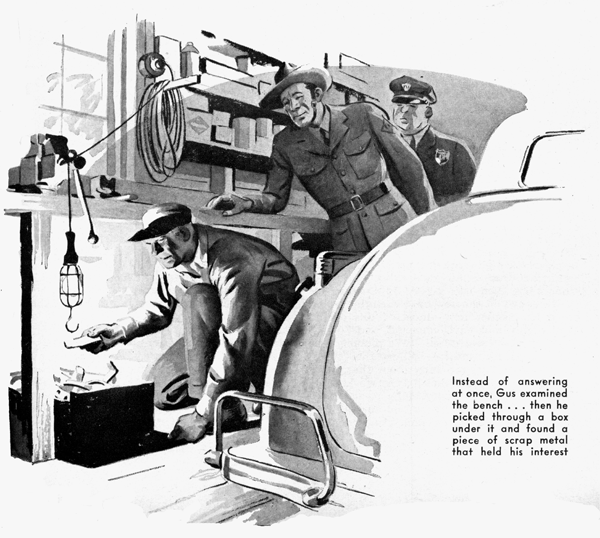 Instead of answering
at once, Gus examined
the bench . . . then he
picked through a box
under it and found a
piece of scrap metal
that held his interest